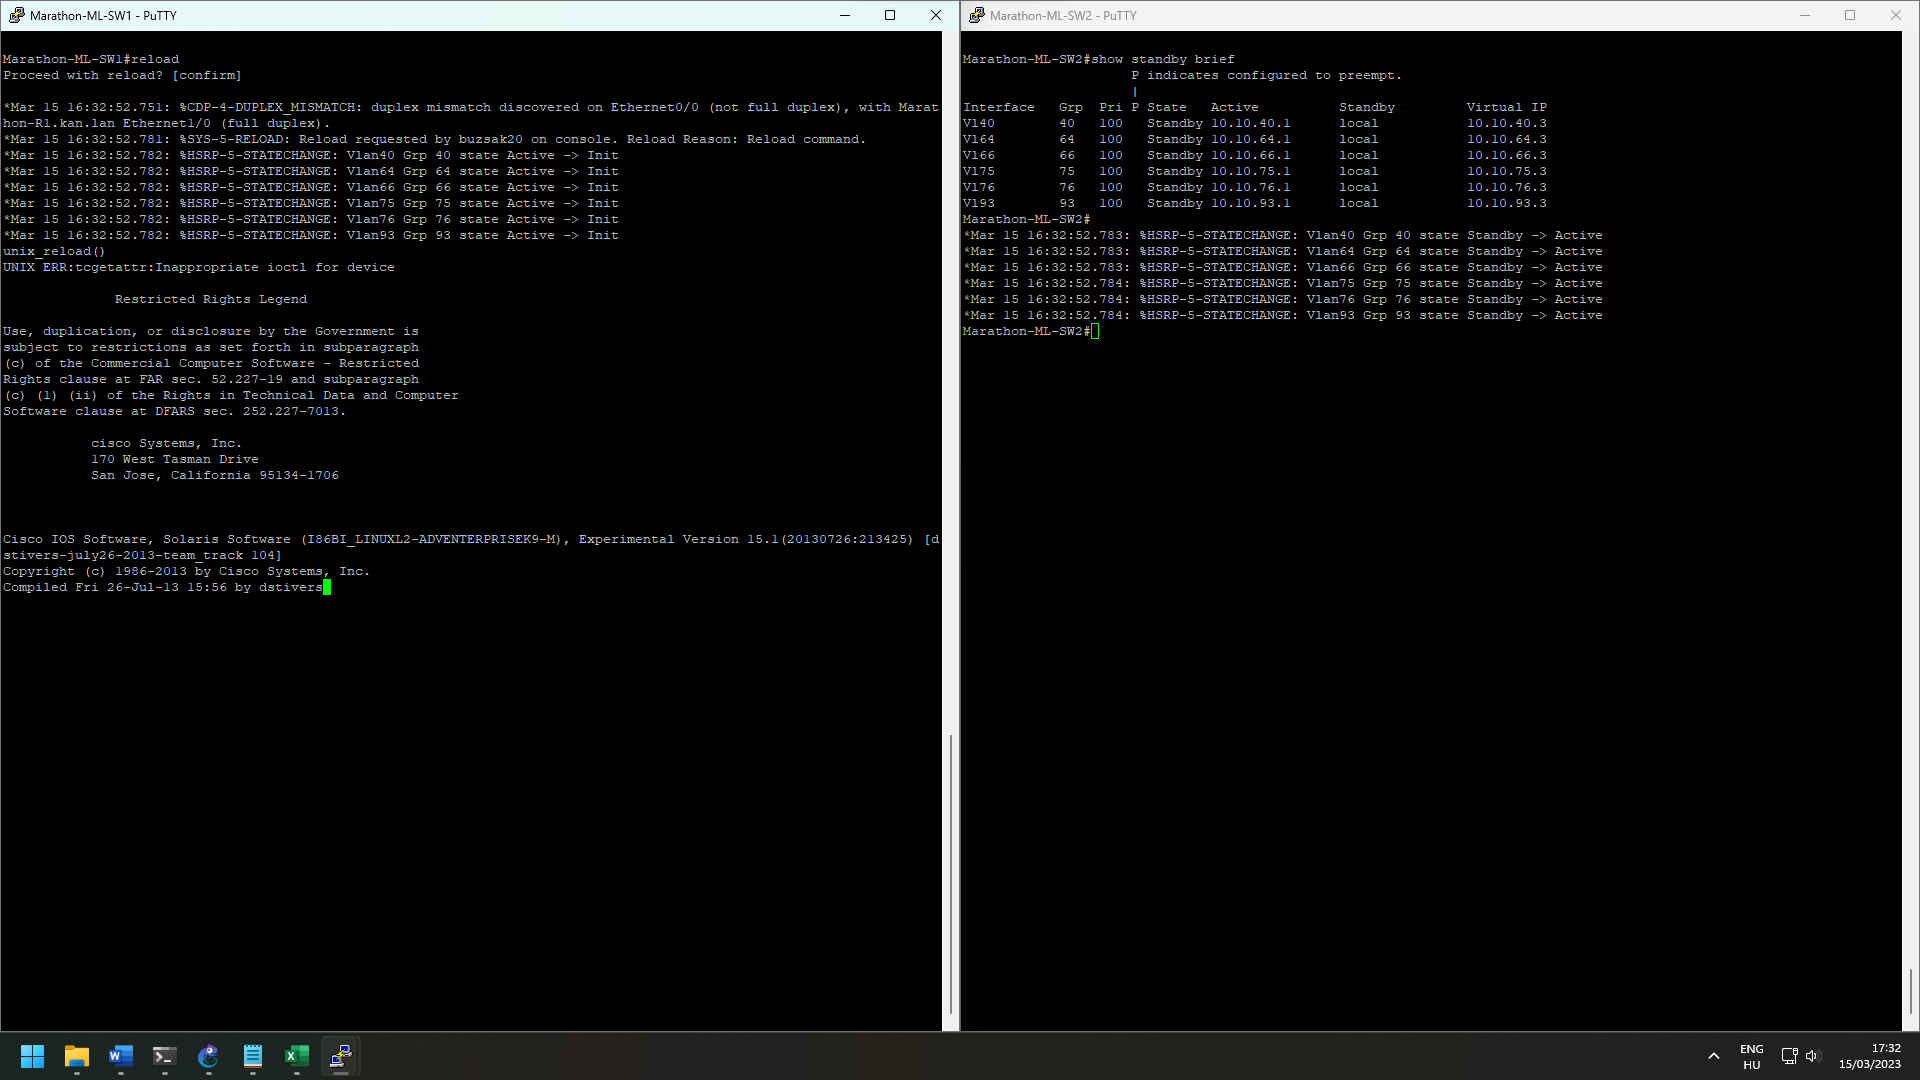 Marathon-ML-SW1 - PuTTY
Marathon-ML-SW1#reload
Proceed with reload? [confirm]
*Mar 15 16:32:52.751: %CDP-4-DUPLEX_MISMATCH: duplex mismatch discovered on Ethernet0/0 (not full duplex), with Marat
hon-R1.kan.lan Ethernet1/0 (full duplex).
*Mar 15 16:32:52.781: %SYS-5-RELOAD: Reload requested by buzsak20 on console. Reload Reason: Reload command.
*Mar 15 16:32:52.782: %HSRP-5-STATECHANGE: Vlan40 Grp 40 state Active -> Init
*Mar 15 16:32:52.782: %HSRP-5-STATECHANGE: Vlan64 Grp 64 state Active -> Init
*Mar 15 16:32:52.782: %HSRP-5-STATECHANGE: Vlan66 Grp 66 state Active -> Init
*Mar 15 16:32:52.782: %HSRP-5-STATECHANGE: Vlan75 Grp 75 state Active -> Init
*Mar 15 16:32:52.782: %HSRP-5-STATECHANGE: Vlan76 Grp 76 state Active -> Init
*Mar 15 16:32:52.782: %HSRP-5-STATECHANGE: Vlan93 Grp 93 state Active -> Init
unix_reload()
UNIX ERR:tcgetattr:Inappropriate ioctl for device
Restricted Rights Legend
Use, duplication, or disclosure by the Government is
subject to restrictions as set forth in subparagraph
(c) of the Commercial Computer Software - Restricted
Rights clause at FAR sec. 52.227-19 and subparagraph
(c) (1) (ii) of the Rights in Technical Data and Computer
Software clause at DFARS sec. 252.227-7013.
cisco Systems, Inc.
170 West Tasman Drive
San Jose, California 95134-1706
Cisco IOS Software, Solaris Software (I86BI_LINUXL2-ADVENTERPRISEK9-M), Experimental Version 15.1(20130726:213425) [d
stivers-july26-2013-team_track 104]
Copyright (c) 1986-2013 by Cisco Systems, Inc.
Compiled Fri 26-Jul-13 15:56 by dstivers
Marathon-ML-SW2 - PuTTY
Marathon-ML-SW2#show standby brief
P indicates configured to preempt.
|
Interface Grp Pri P State Active Standby Virtual IP
Vl40 40 100 Standby 10.10.40.1 local 10.10.40.3
Vl64 64 100 Standby 10.10.64.1 local 10.10.64.3
Vl66 66 100 Standby 10.10.66.1 local 10.10.66.3
Vl75 75 100 Standby 10.10.75.1 local 10.10.75.3
Vl76 76 100 Standby 10.10.76.1 local 10.10.76.3
Vl93 93 100 Standby 10.10.93.1 local 10.10.93.3
Marathon-ML-SW2#
*Mar 15 16:32:52.783: %HSRP-5-STATECHANGE: Vlan40 Grp 40 state Standby -> Active
*Mar 15 16:32:52.783: %HSRP-5-STATECHANGE: Vlan64 Grp 64 state Standby -> Active
*Mar 15 16:32:52.783: %HSRP-5-STATECHANGE: Vlan66 Grp 66 state Standby -> Active
*Mar 15 16:32:52.784: %HSRP-5-STATECHANGE: Vlan75 Grp 75 state Standby -> Active
*Mar 15 16:32:52.784: %HSRP-5-STATECHANGE: Vlan76 Grp 76 state Standby -> Active
*Mar 15 16:32:52.784: %HSRP-5-STATECHANGE: Vlan93 Grp 93 state Standby -> Active
Marathon-ML-SW2#
ENG
HU
17:32
15/03/2023